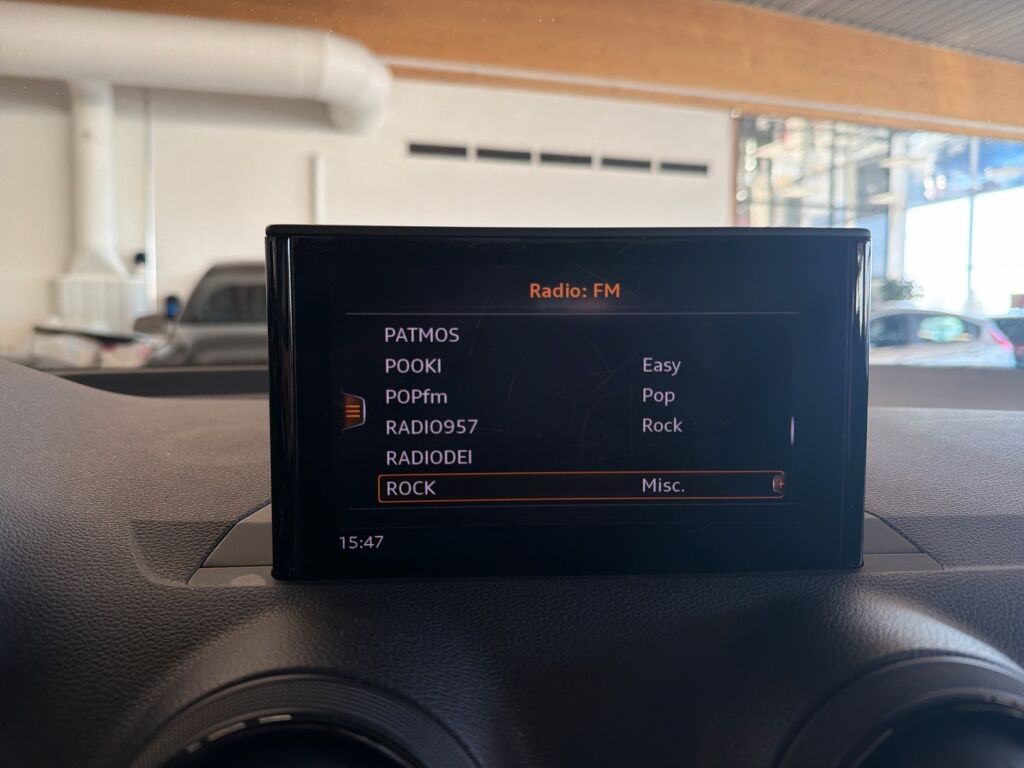 Radio: FM
PATMOS
POOKI Easy
POPfm Pop
RADIO957 Rock
RADIODEI
ROCK Misc.
15:47